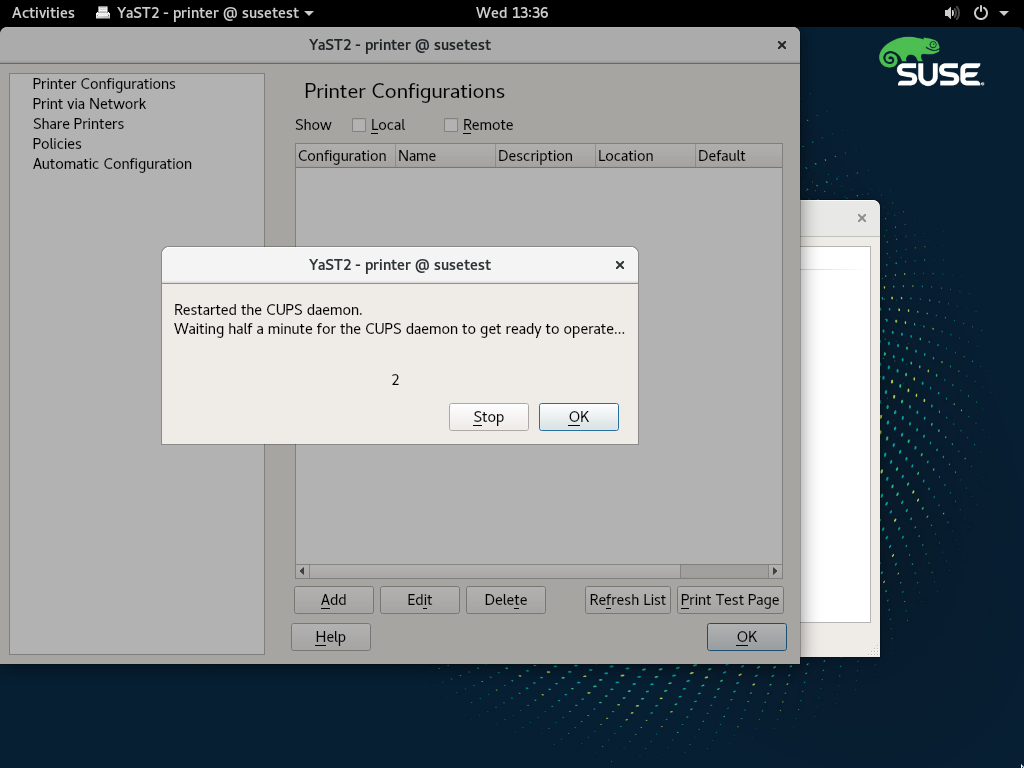 Activities YaST2 - printer @ susetest Wed 13:36
YaST2 - printer @ susetest
SUSE
Printer Configurations
Print via Network
Share Printers
Policies
Automatic Configuration
Printer Configurations
Show Local Remote
Configuration Name Description Location Default
YaST2 - printer @ susetest
Restarted the CUPS daemon.
Waiting half a minute for the CUPS daemon to get ready to operate...
2
Stop OK
Add Edit Delete Refresh List Print Test Page
Help OK